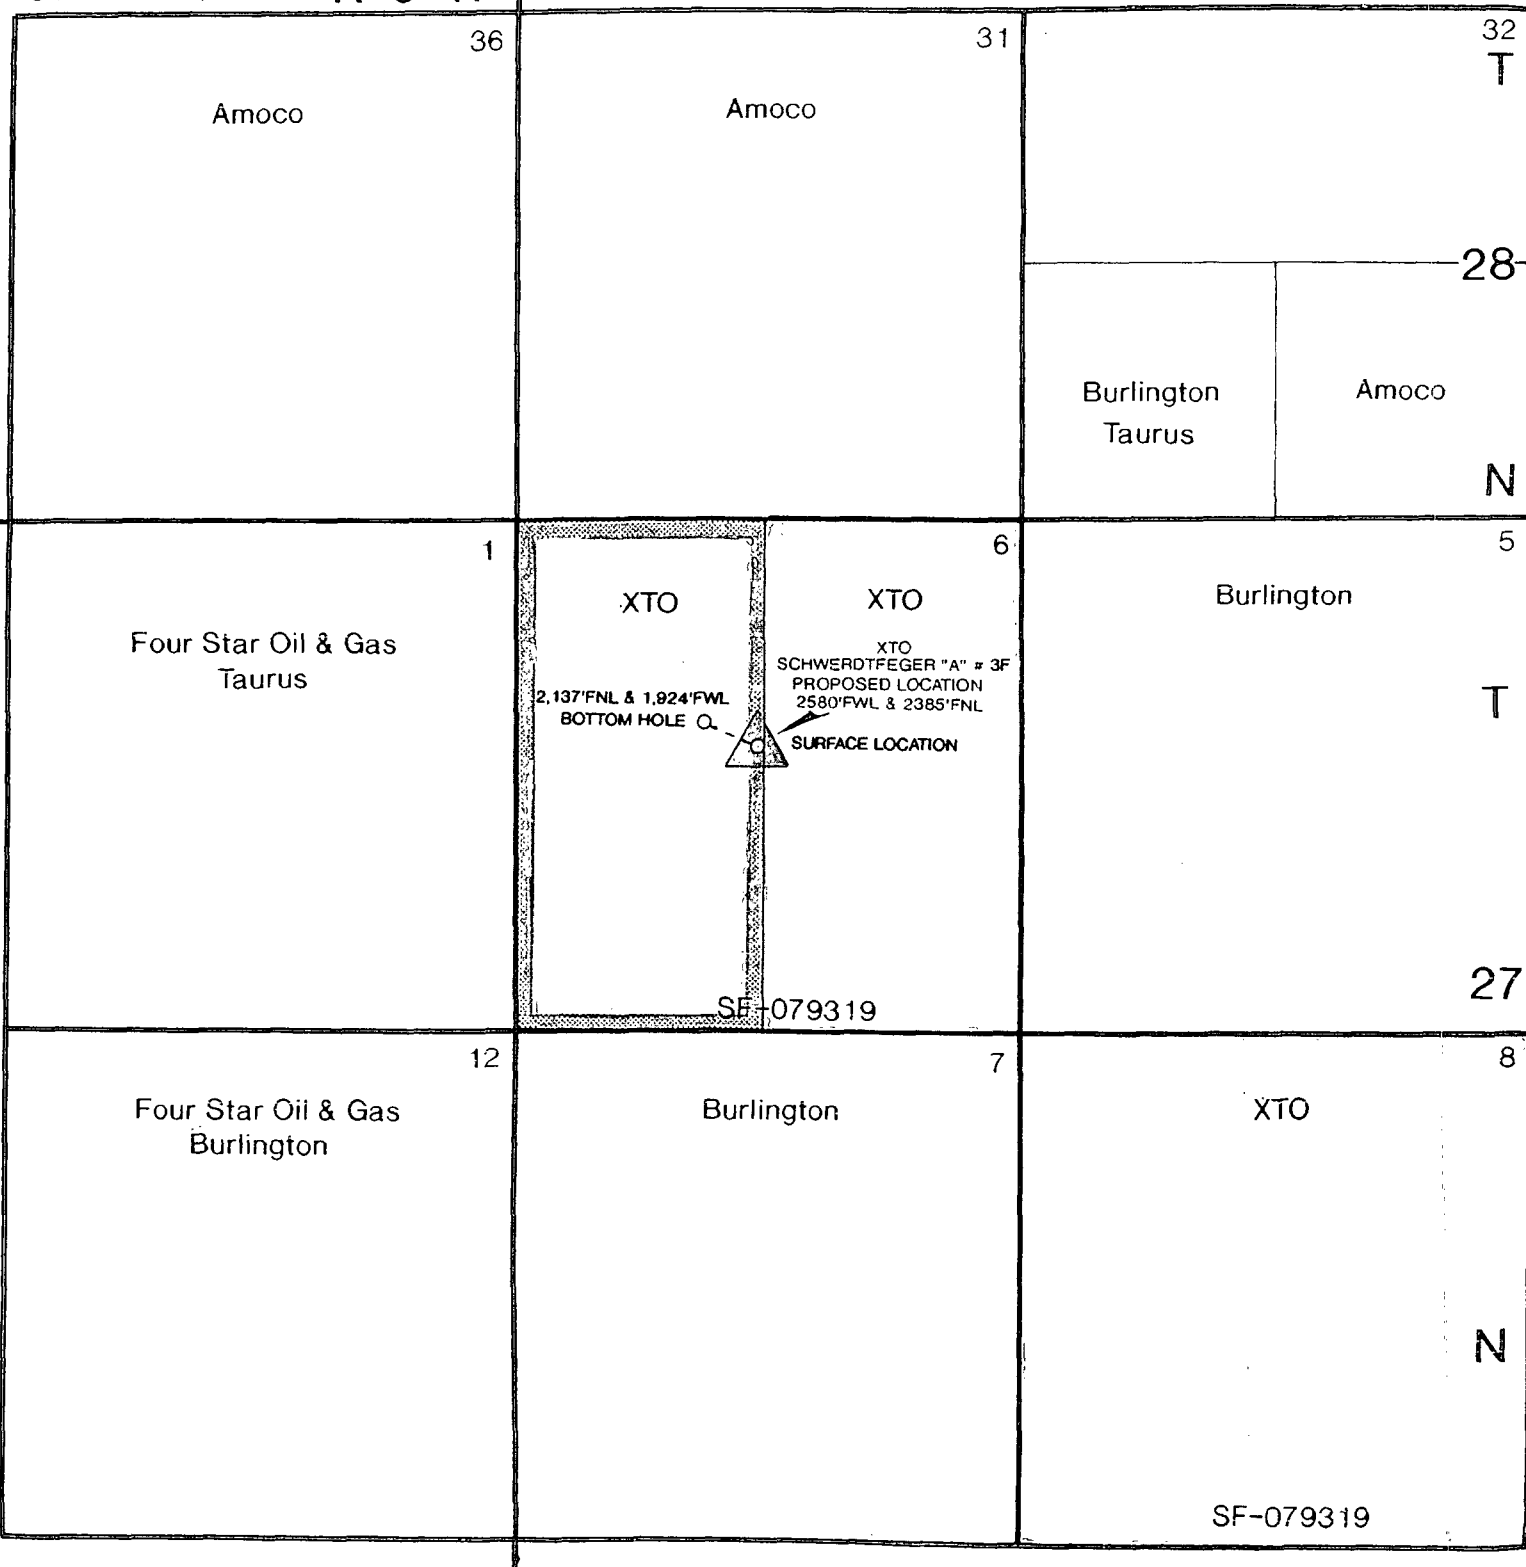 36
31
32
T
Amoco
Amoco
28
Burlington
Taurus
Amoco
N
1
6
5
XTO
XTO
Burlington
Four Star Oil & Gas
Taurus
XTO
SCHWERDTFEGER "A" # 3F
PROPOSED LOCATION
2580'FWL & 2385'FNL
2,137'FNL & 1,924'FWL
BOTTOM HOLE
SURFACE LOCATION
T
27
SF-079319
12
7
8
Four Star Oil & Gas
Burlington
Burlington
XTO
N
SF-079319